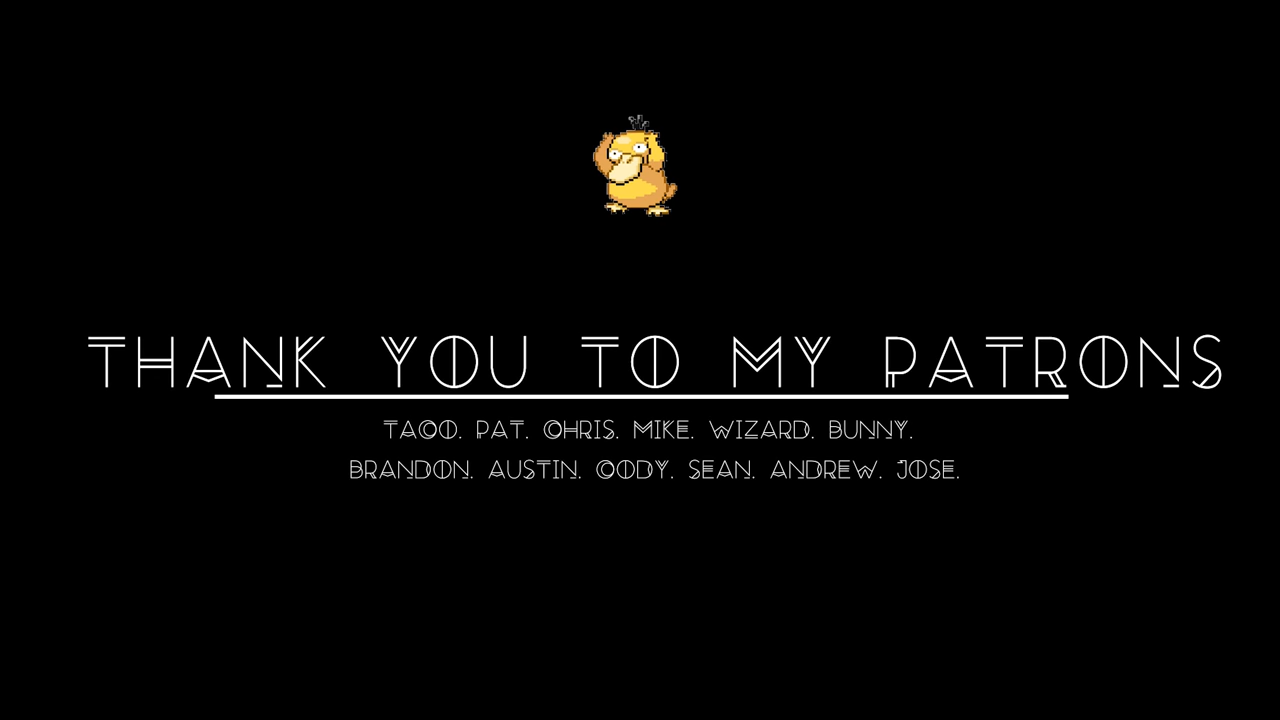 THANK YOU TO MY PATRONS
TACO. PAT. CHRIS. MIKE. WIZARD. BUNNY.
BRANDON. AUSTIN. CODY. SEAN. ANDREW. JOSE.